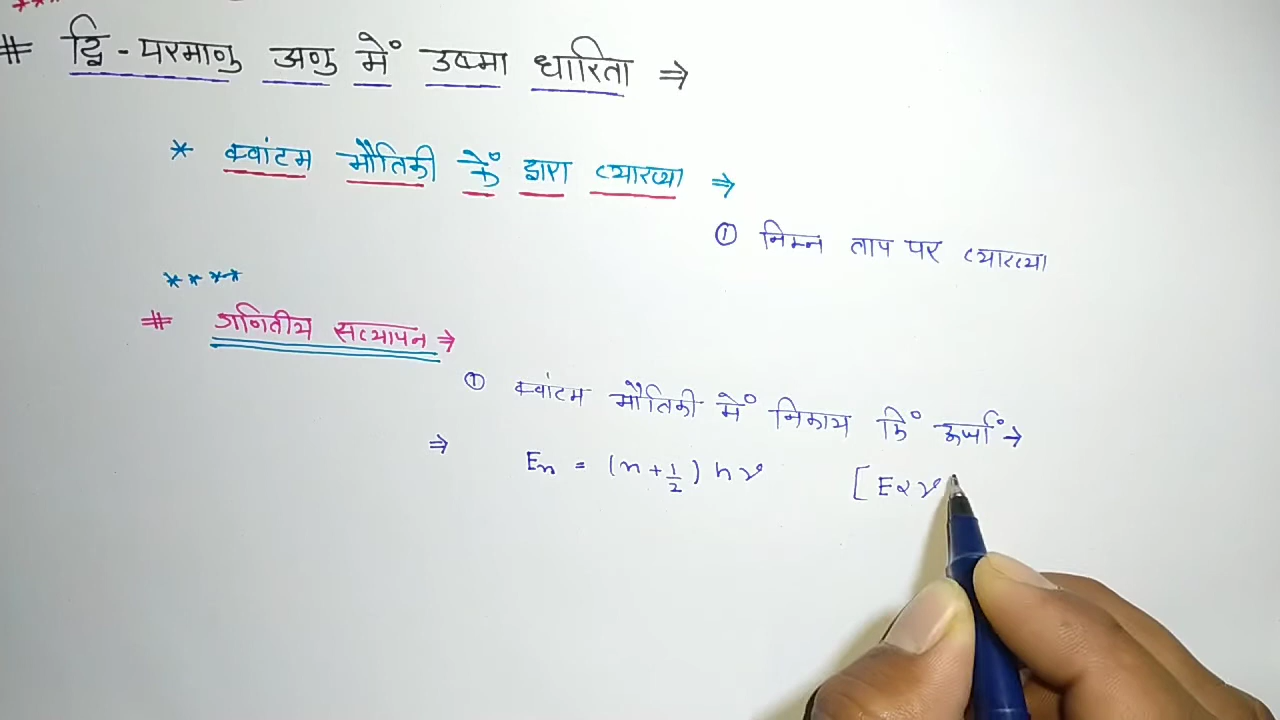 ****
# द्वि - परमाणु अणु में उष्मा धारिता ⇒
* क्वांटम भौतिकी कें द्वारा व्याख्या ⇒
① निम्न ताप पर व्याख्या
****
# गणितीय सत्यापन ⇒
① क्वांटम भौतिकी में निकाय किं ऊर्जां →
⇒ En = (n + 1/2) hν [E∝ν